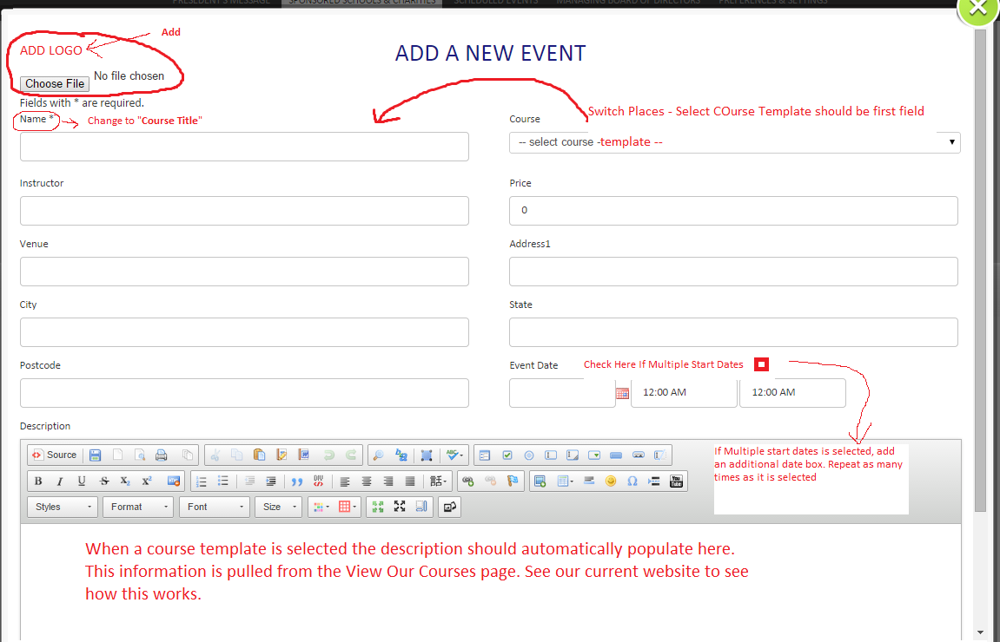 PRESEDENT'S MESSAGE SPONSORED SCHOOLS & CHARITIES SCHEDULED EVENTS MANAGING BOARD OF DIRECTORS PREFERENCES & SETTINGS
Add
ADD LOGO
ADD A NEW EVENT
Choose File No file chosen
Fields with * are required.
Name *
Change to "Course Title"
Course
Switch Places - Select COurse Template should be first field
-- select course -template --
Instructor
Price
0
Venue
Address1
City
State
Postcode
Event Date
Check Here If Multiple Start Dates
12:00 AM
12:00 AM
Description
Source
Styles
Format
Font
Size
If Multiple start dates is selected, add
an additional date box. Repeat as many
times as it is selected
When a course template is selected the description should automatically populate here.
This information is pulled from the View Our Courses page. See our current website to see
how this works.